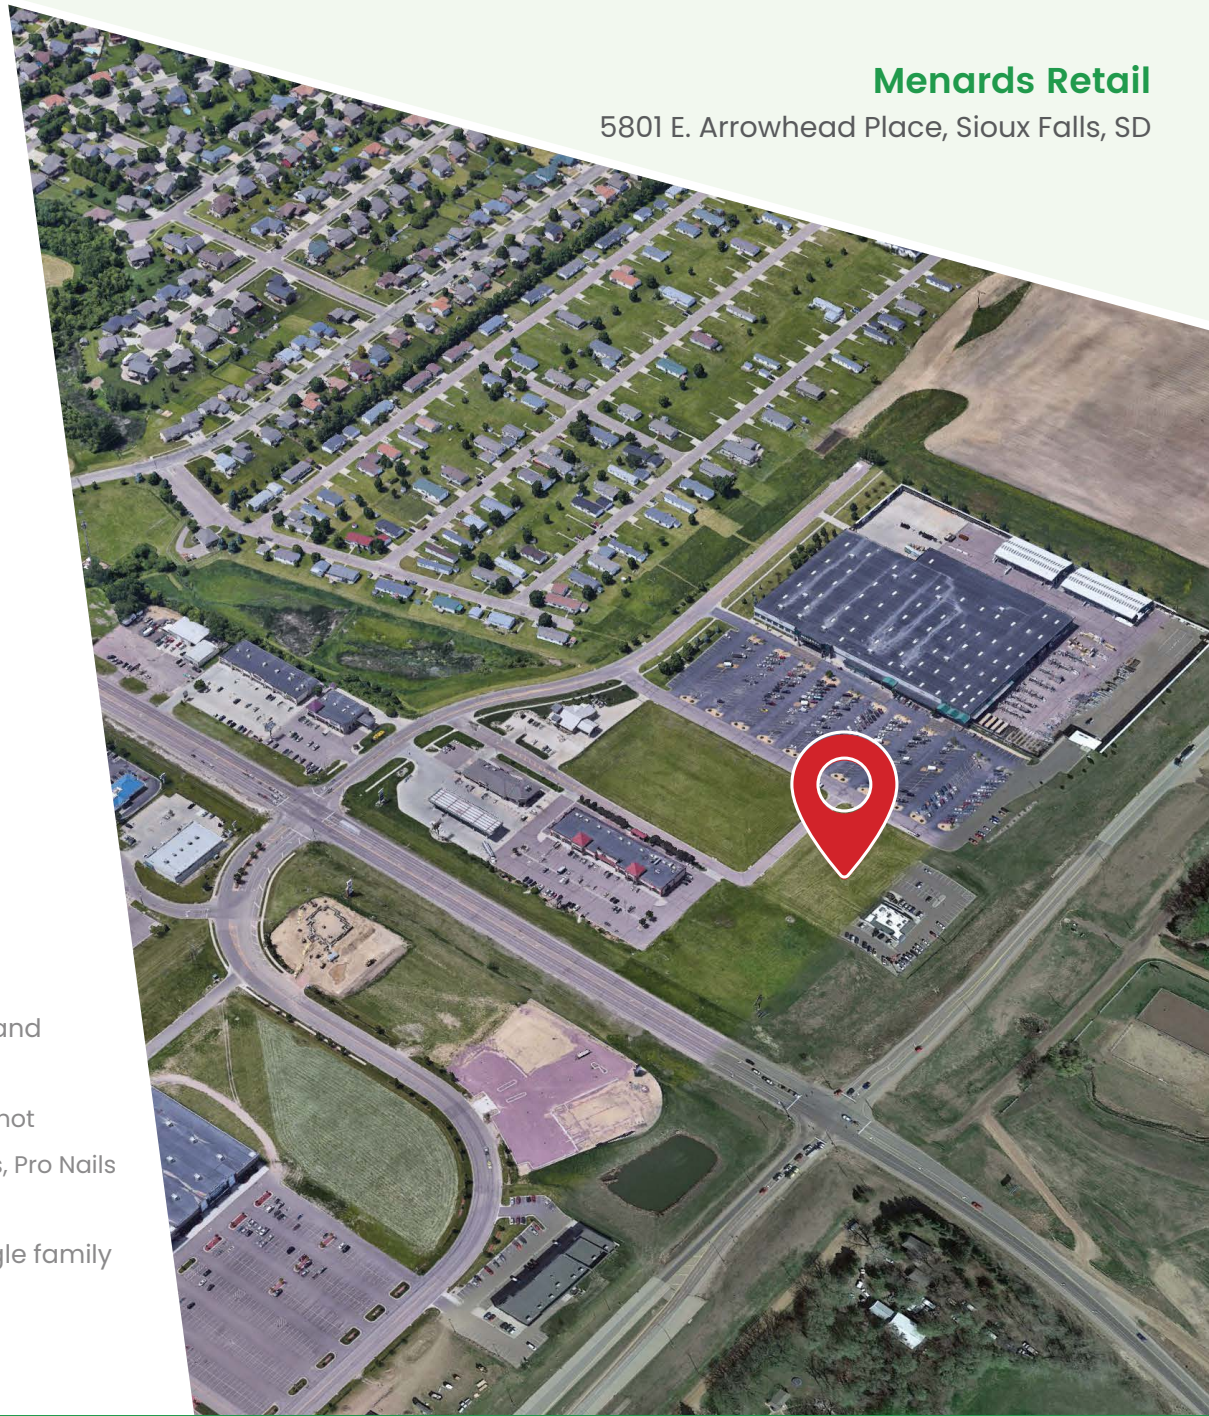 Menards Retail
5801 E. Arrowhead Place, Sioux Falls, SD
and
not
, Pro Nails
gle family